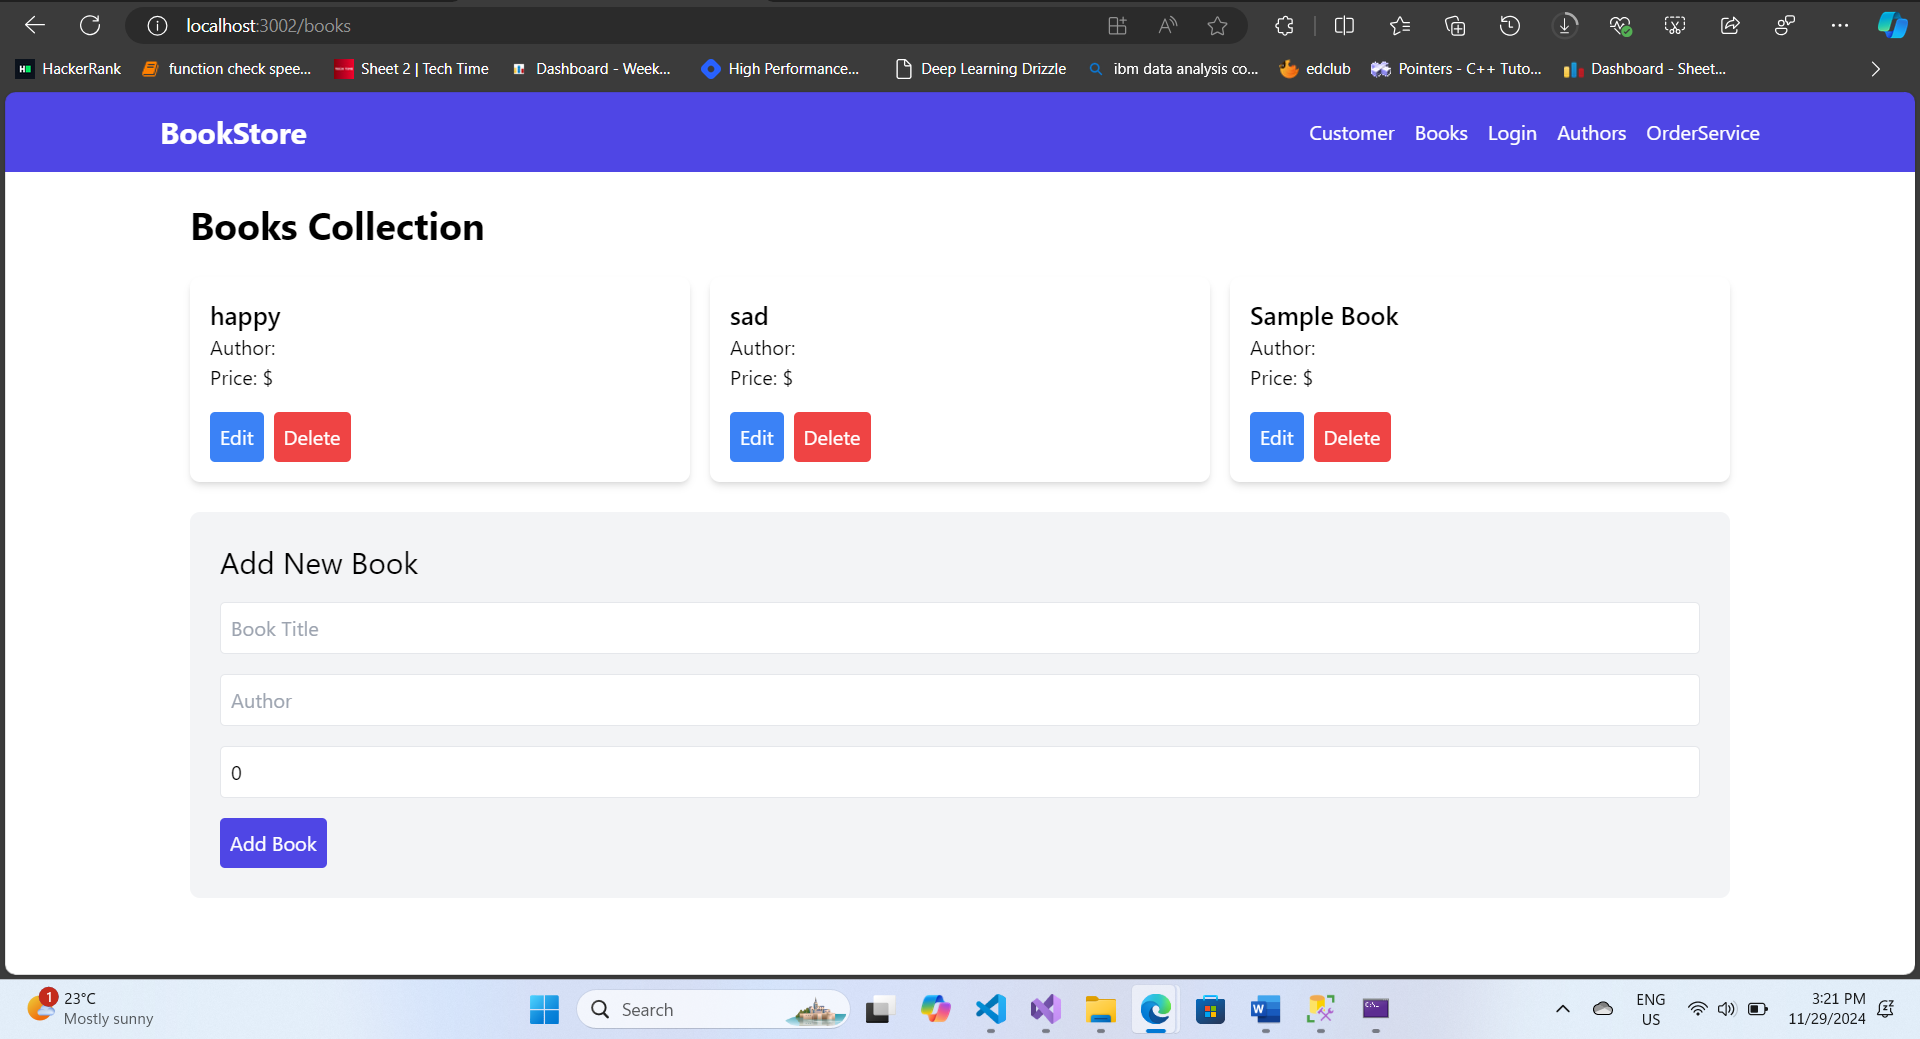 localhost:3002/books
HackerRank function check spee... Sheet 2 | Tech Time Dashboard - Week... High Performance... Deep Learning Drizzle ibm data analysis co... edclub Pointers - C++ Tuto... Dashboard - Sheet...
BookStore Customer Books Login Authors OrderService
Books Collection
happy
Author:
Price: $
Edit Delete
sad
Author:
Price: $
Edit Delete
Sample Book
Author:
Price: $
Edit Delete
Add New Book
Book Title
Author
0
Add Book
1
23°C
Mostly sunny
Search
ENG
US
3:21 PM
11/29/2024